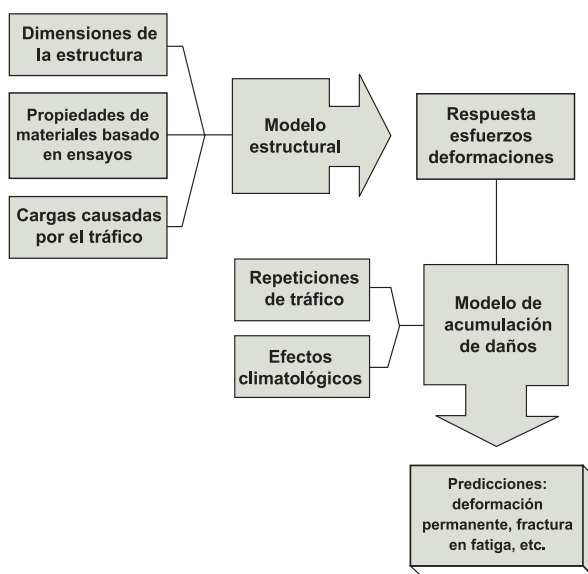 Dimensiones de
la estructura
Propiedades de
materiales basado
en ensayos
Cargas causadas
por el tráfico
Modelo
estructural
Respuesta
esfuerzos
deformaciones
Repeticiones
de tráfico
Efectos
climatológicos
Modelo de
acumulación
de daños
Predicciones:
deformación
permanente, fractura
en fatiga, etc.